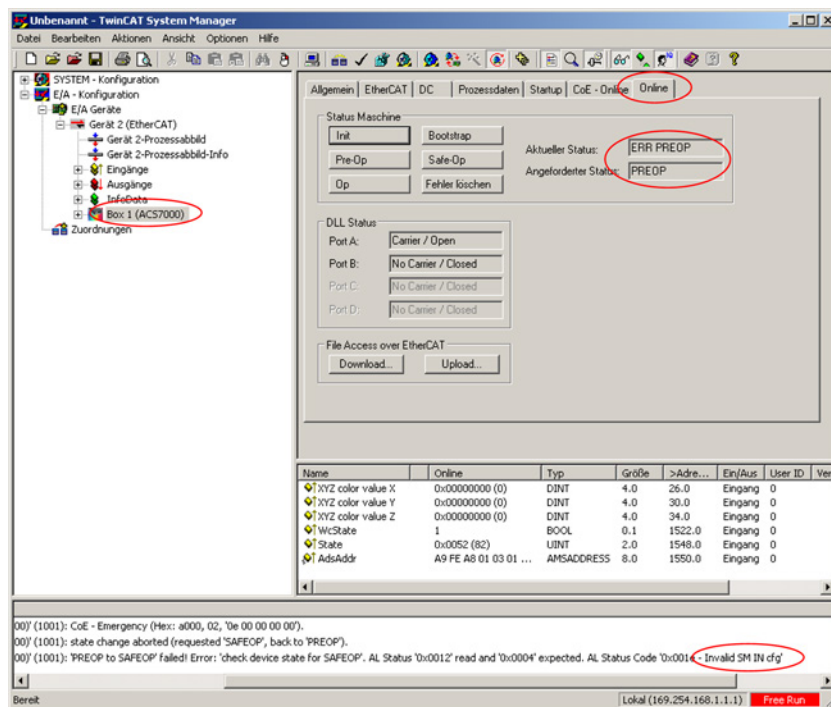 Unbenannt - TwinCAT System Manager
Datei Bearbeiten Aktionen Ansicht Optionen Hilfe
SYSTEM - Konfiguration
E/A - Konfiguration
E/A Geräte
Gerät 2 (EtherCAT)
Gerät 2-Prozessabbild
Gerät 2-Prozessabbild-Info
Eingänge
Ausgänge
InfoData
Box 1 (ACS7000)
Zuordnungen
Allgemein EtherCAT DC Prozessdaten Startup CoE - Online Online
Status Maschine
Init Bootstrap
Pre-Op Safe-Op
Op Fehler löschen
Aktueller Status: ERR PREOP
Angeforderter Status: PREOP
DLL Status
Port A: Carrier / Open
Port B: No Carrier / Closed
Port C: No Carrier / Closed
Port D: No Carrier / Closed
File Access over EtherCAT
Download... Upload...
Name Online Typ Größe >Adre... Ein/Aus User ID Ver
XYZ color value X 0x00000000 (0) DINT 4.0 26.0 Eingang 0
XYZ color value Y 0x00000000 (0) DINT 4.0 30.0 Eingang 0
XYZ color value Z 0x00000000 (0) DINT 4.0 34.0 Eingang 0
WcState 1 BOOL 0.1 1522.0 Eingang 0
State 0x0052 (82) UINT 2.0 1548.0 Eingang 0
AdsAddr A9 FE A8 01 03 01 ... AMSADDRESS 8.0 1550.0 Eingang 0
00)' (1001): CoE - Emergency (Hex: a000, 02, '0e 00 00 00 00').
00)' (1001): state change aborted (requested 'SAFEOP', back to 'PREOP').
00)' (1001): 'PREOP to SAFEOP' failed! Error: 'check device state for SAFEOP'. AL Status '0x0012' read and '0x0004' expected. AL Status Code '0x001e - Invalid SM IN cfg'
Bereit Lokal (169.254.168.1.1.1) Free Run